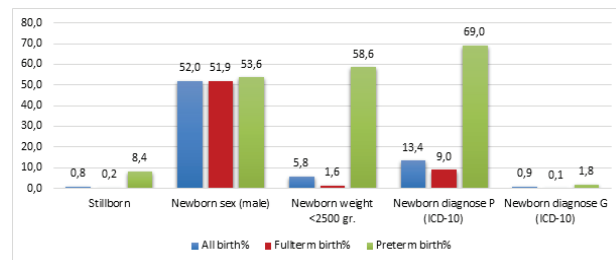 80,0
70,0
60,0
50,0
40,0
30,0
20,0
10,0
0,0
0,8 0,2 8,4
52,0 51,9 53,6
5,8 1,6 58,6
13,4 9,0 69,0
0,9 0,1 1,8
Stillborn
Newborn sex (male)
Newborn weight
<2500 gr.
Newborn diagnose P
(ICD-10)
Newborn diagnose G
(ICD-10)
All birth% Fullterm birth% Preterm birth%